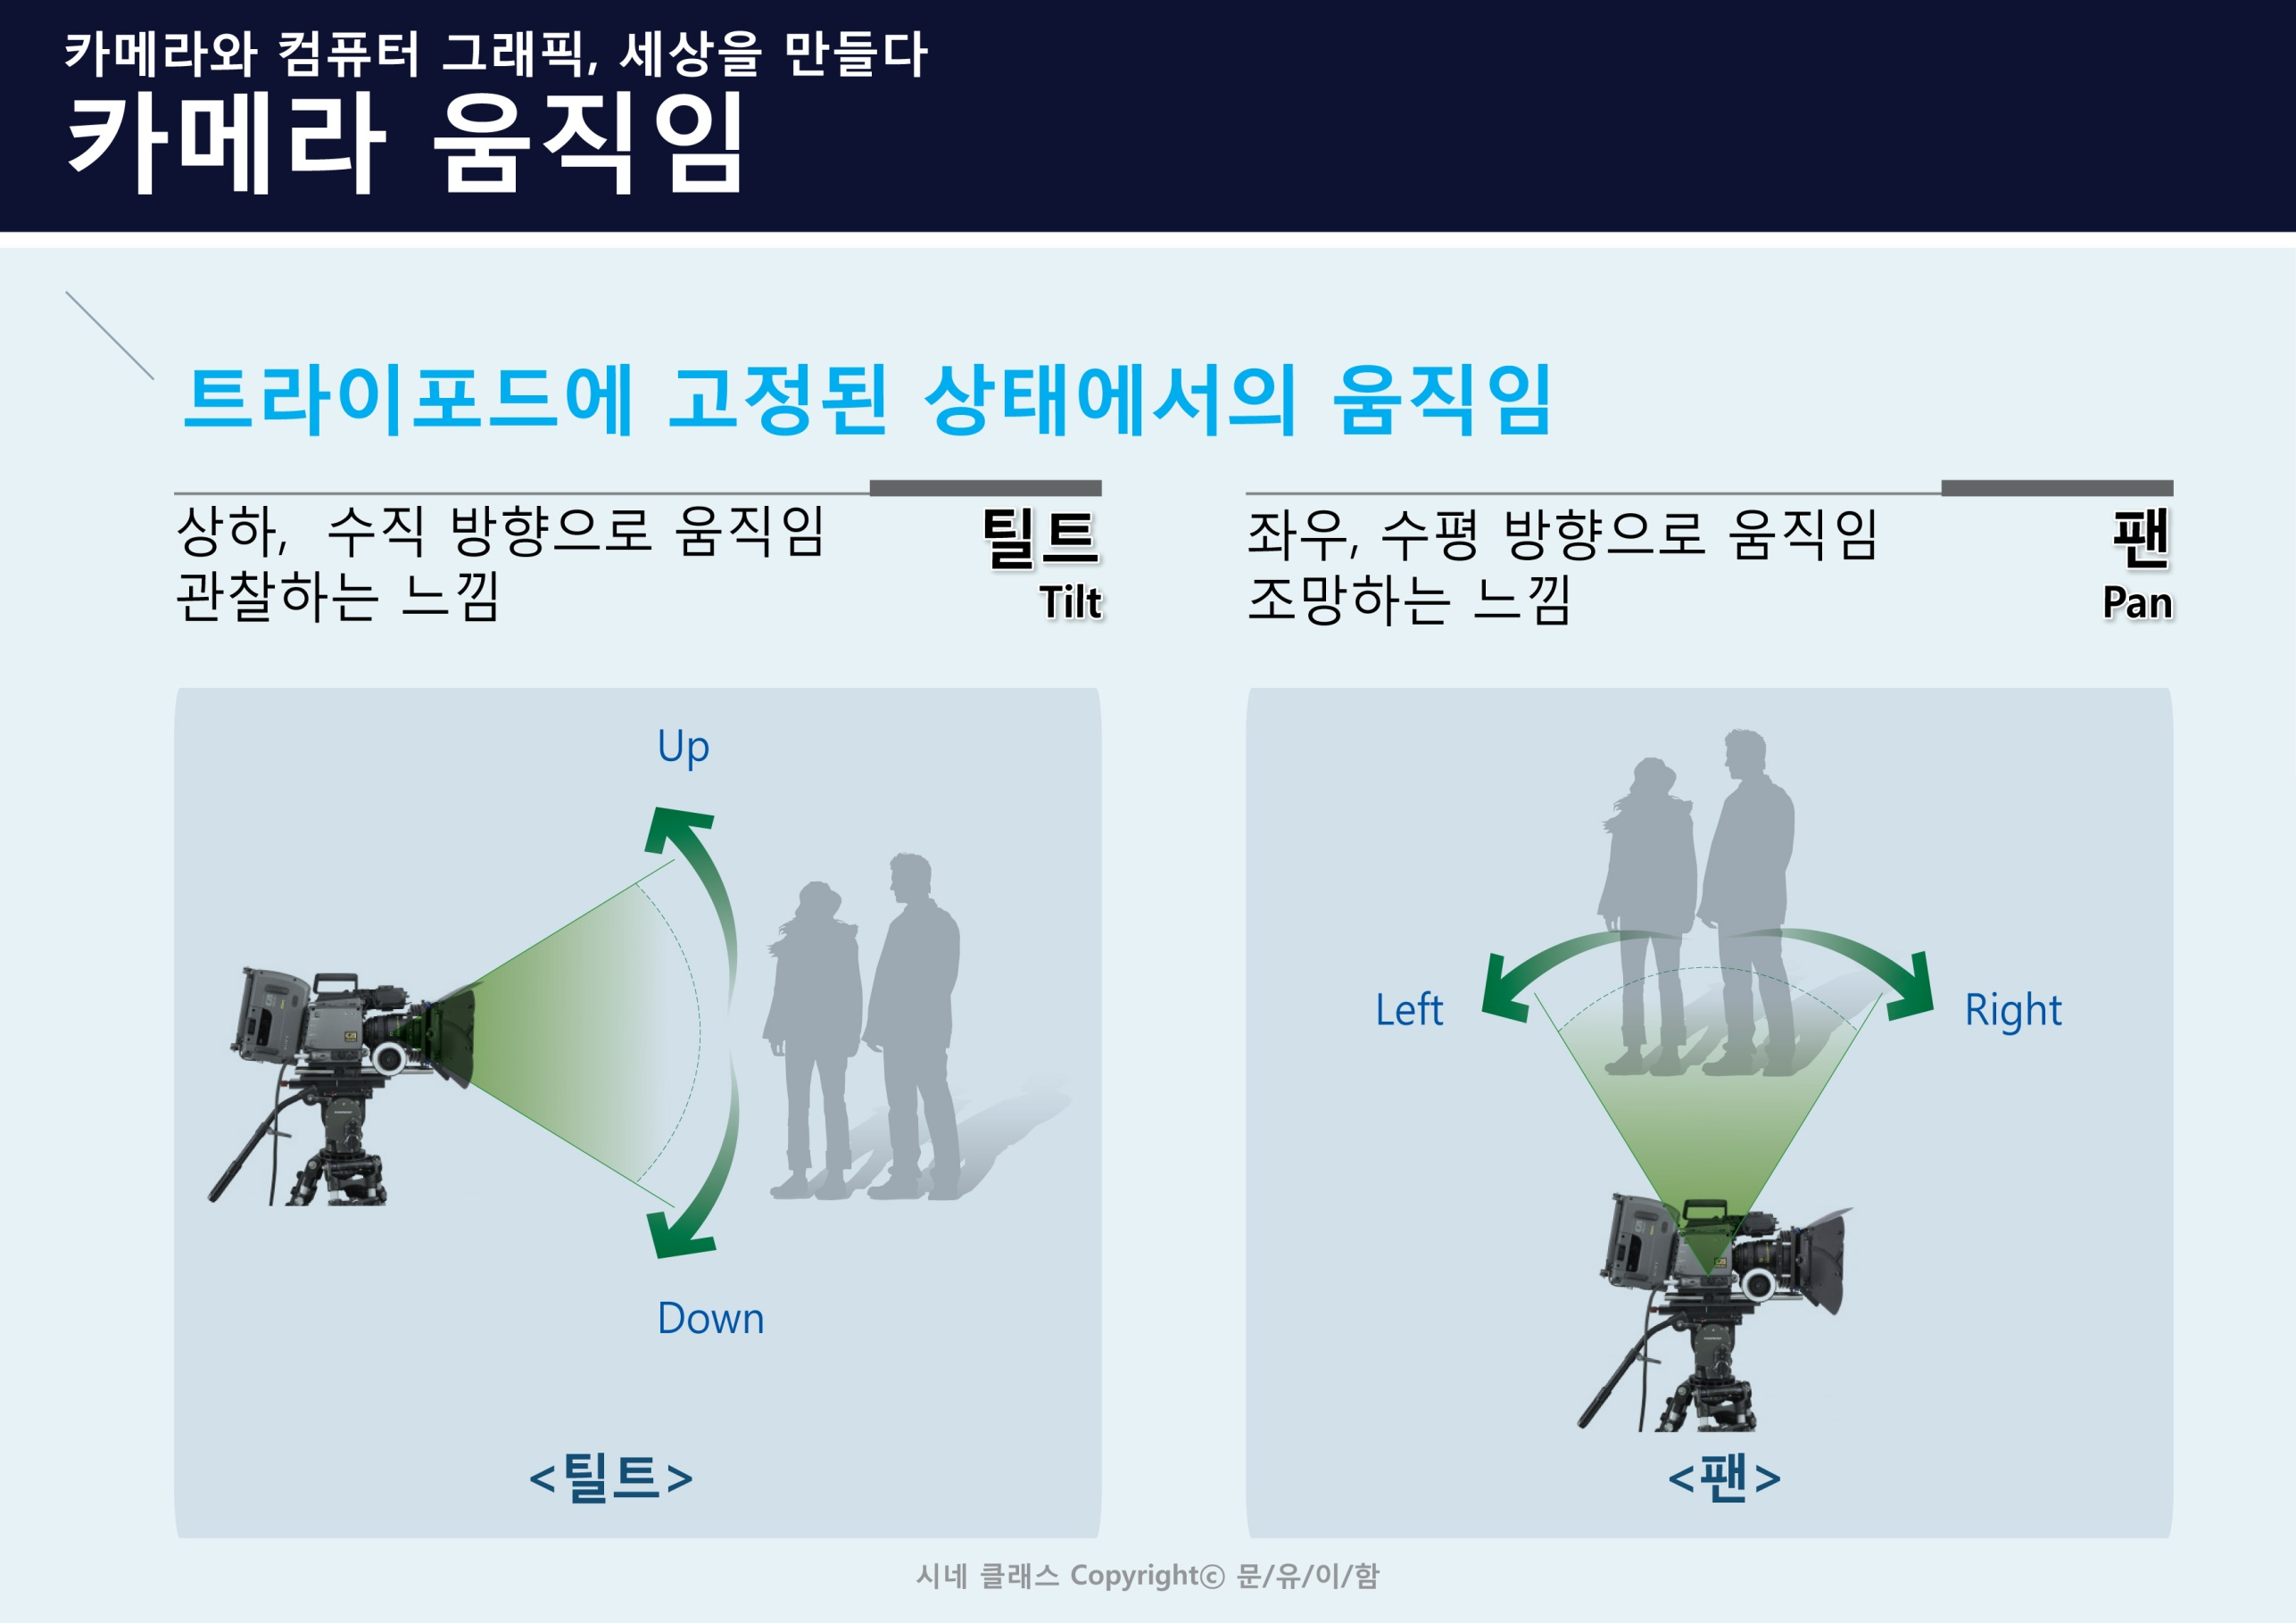 카메라와 컴퓨터 그래픽, 세상을 만들다
카메라 움직임
트라이포드에 고정된 상태에서의 움직임
상하, 수직 방향으로 움직임
관찰하는 느낌
틸트
Tilt
좌우, 수평 방향으로 움직임
조망하는 느낌
팬
Pan
Up
Down
<틸트>
Left
Right
<팬>
시네 클래스 Copyright© 문/유/이/함